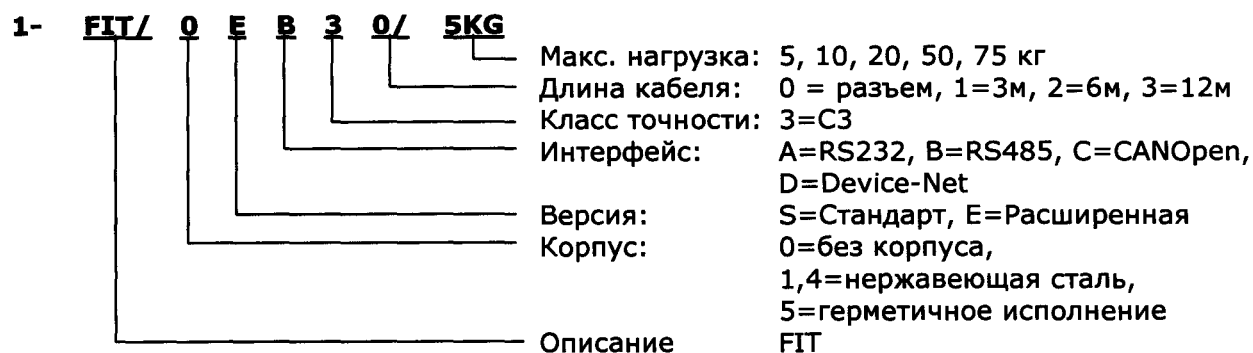 1- FIT/ 0 E B 3 0/ 5KG
Макс. нагрузка: 5, 10, 20, 50, 75 кг
Длина кабеля: 0 = разъем, 1=3м, 2=6м, 3=12м
Класс точности: 3=C3
Интерфейс: A=RS232, B=RS485, C=CANOpen,
D=Device-Net
Версия: S=Стандарт, E=Расширенная
Корпус: 0=без корпуса,
1,4=нержавеющая сталь,
5=герметичное исполнение
Описание FIT